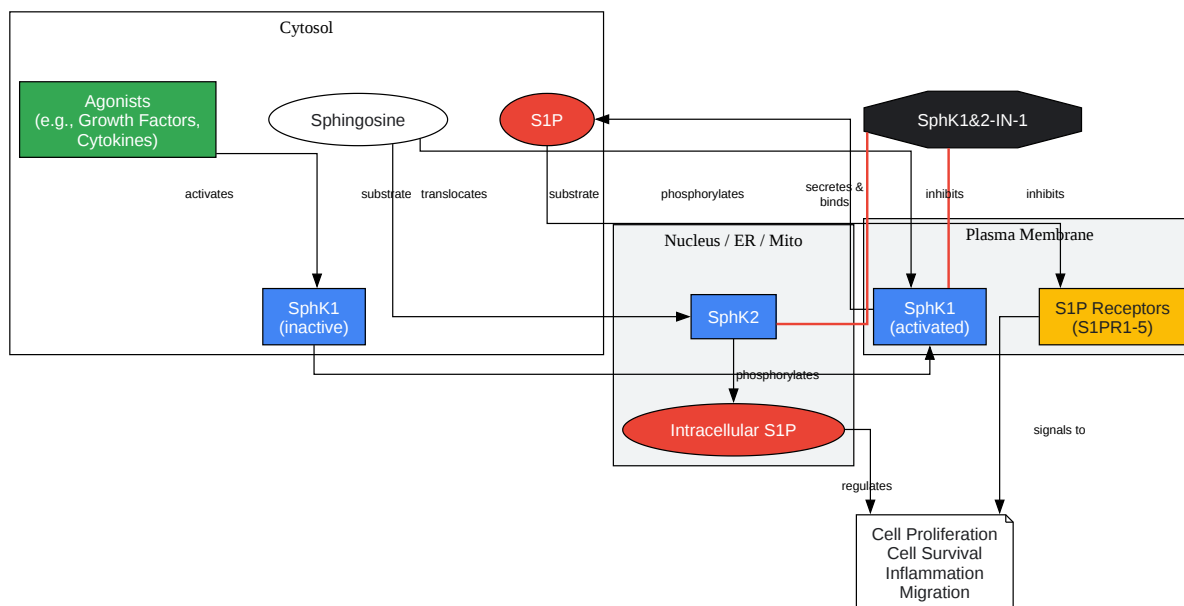 Cytosol
Agonists
(e.g., Growth Factors,
Cytokines)
Sphingosine
S1P
SphK1&2-IN-1
activates
substrate
translocates
substrate
phosphorylates
secretes &
binds
inhibits
inhibits
Nucleus / ER / Mito
Plasma Membrane
SphK1
(inactive)
SphK2
SphK1
(activated)
S1P Receptors
(S1PR1-5)
phosphorylates
Intracellular S1P
signals to
regulates
Cell Proliferation
Cell Survival
Inflammation
Migration